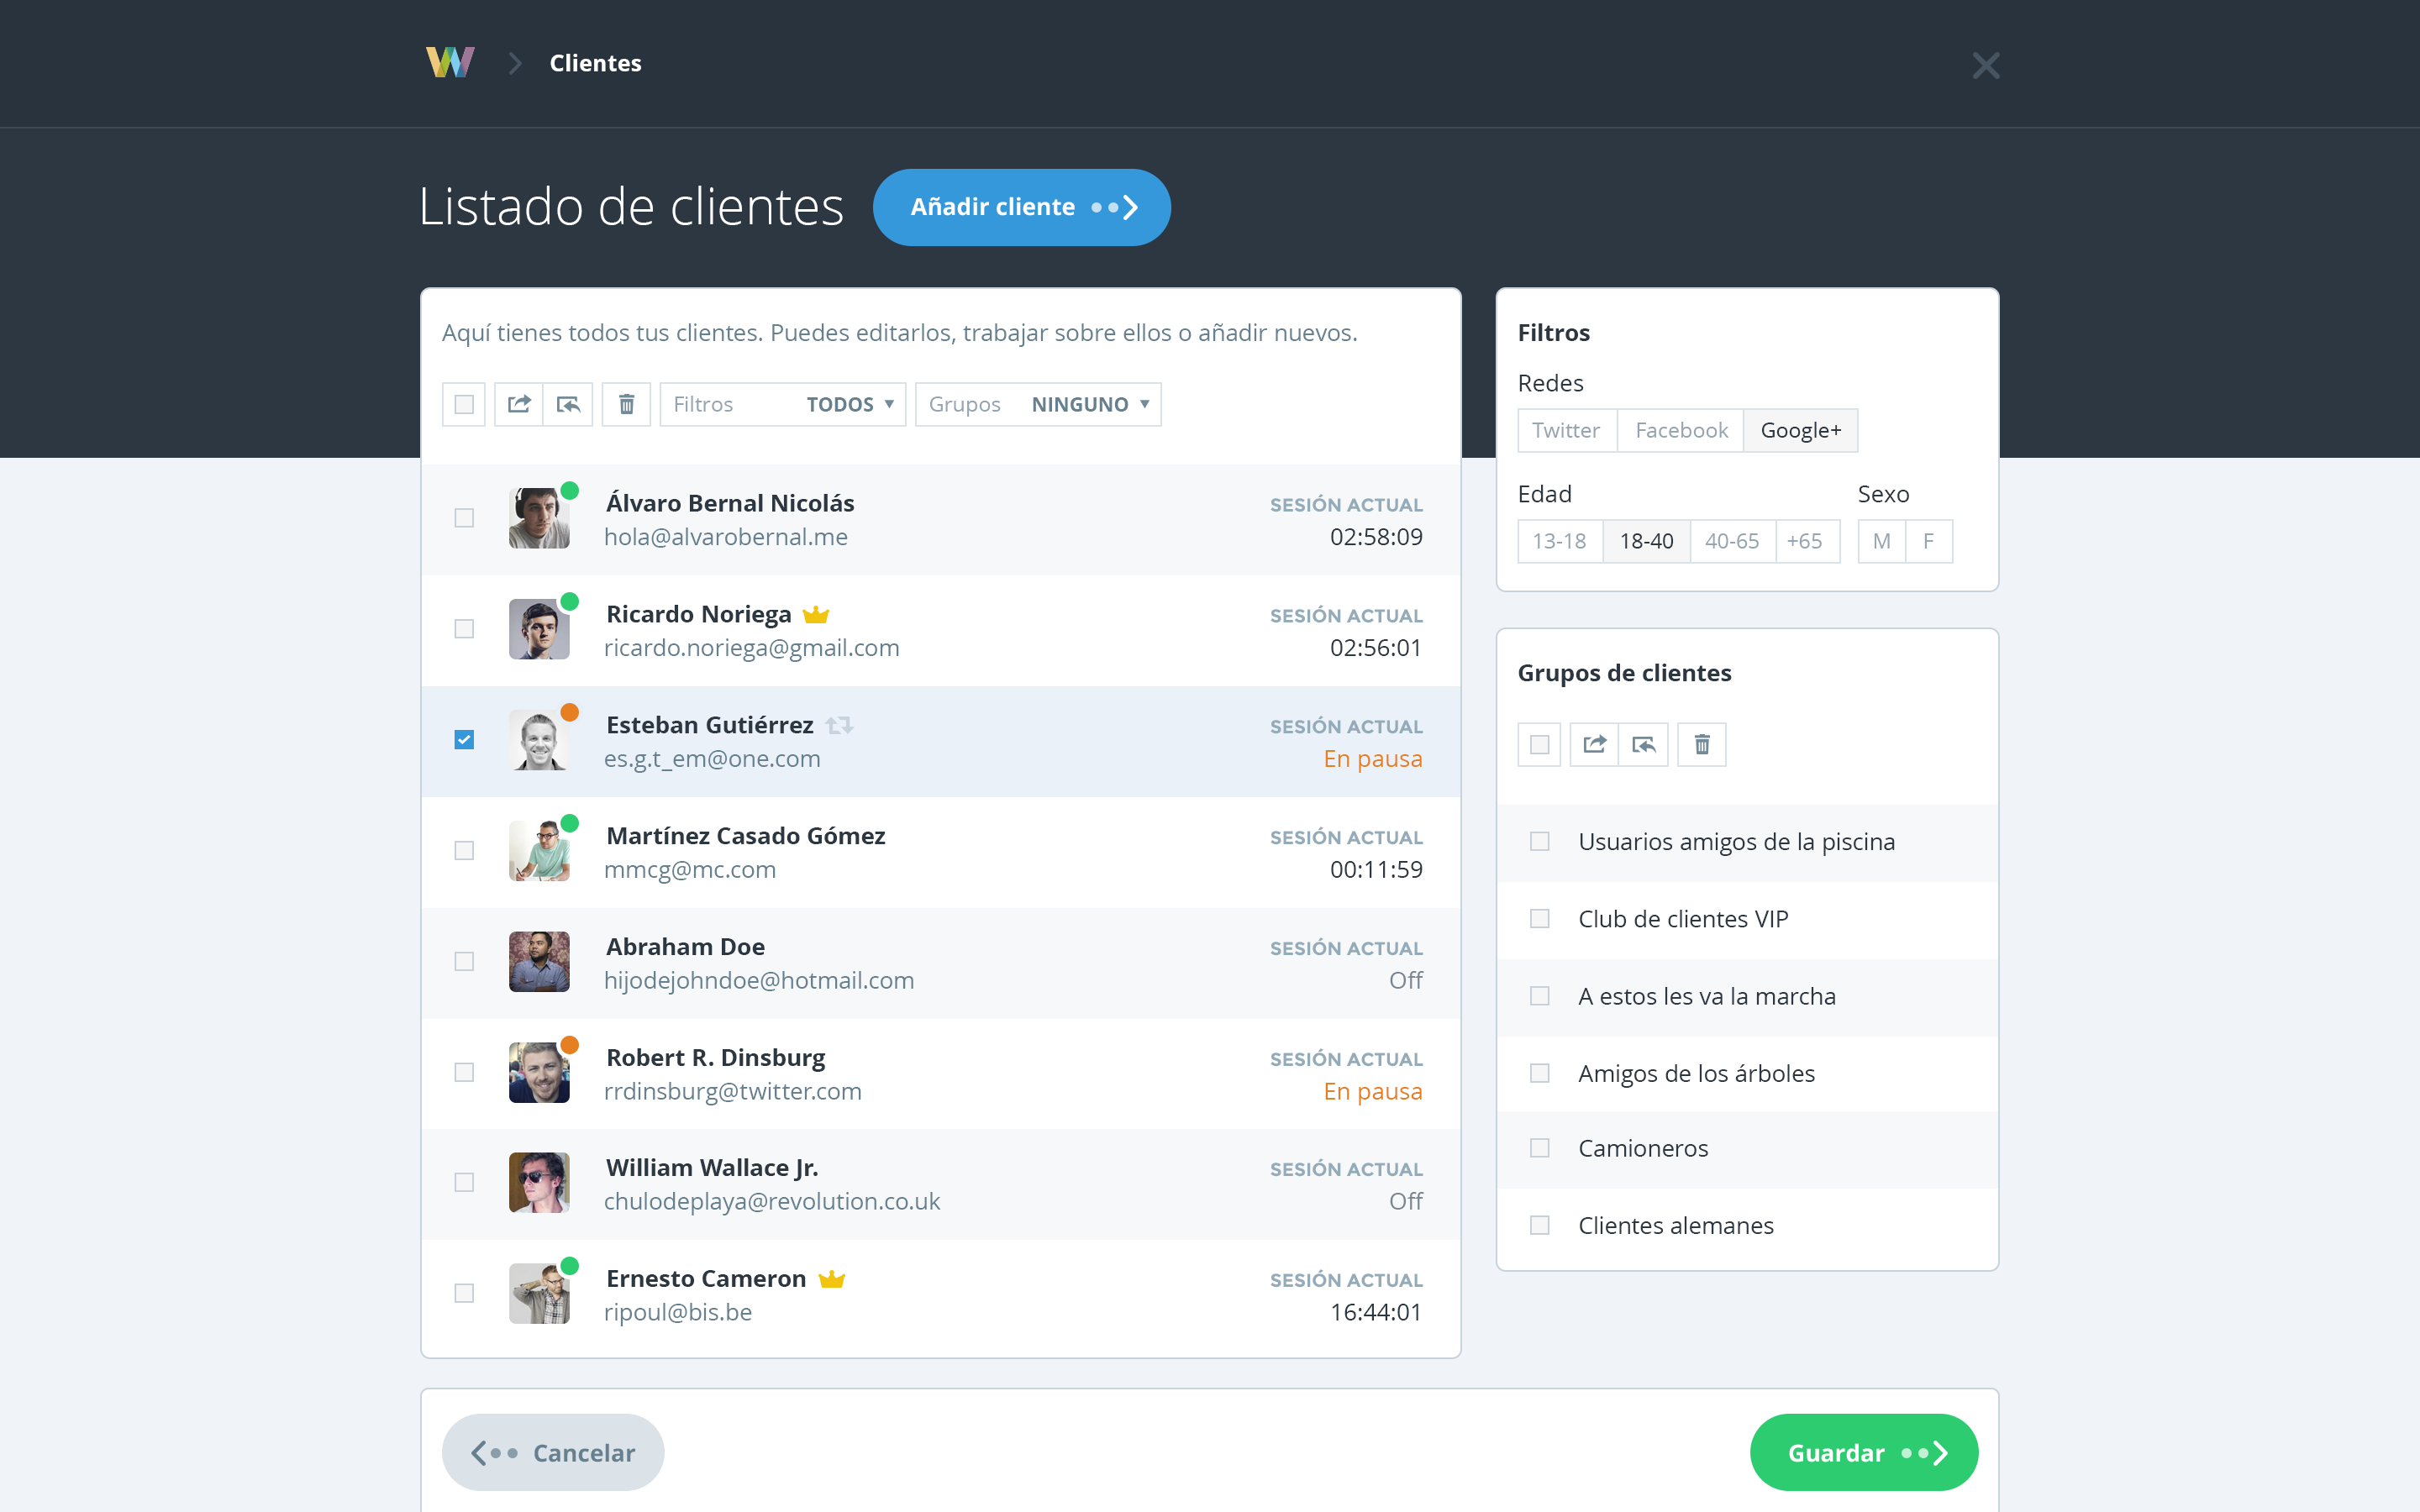 Clientes
Listado de clientes
Añadir cliente
Aquí tienes todos tus clientes. Puedes editarlos, trabajar sobre ellos o añadir nuevos.
Filtros TODOS
Grupos NINGUNO
Álvaro Bernal Nicolás
hola@alvarobernal.me
SESIÓN ACTUAL
02:58:09
Ricardo Noriega
ricardo.noriega@gmail.com
SESIÓN ACTUAL
02:56:01
Esteban Gutiérrez
es.g.t_em@one.com
SESIÓN ACTUAL
En pausa
Martínez Casado Gómez
mmcg@mc.com
SESIÓN ACTUAL
00:11:59
Abraham Doe
hijodejohndoe@hotmail.com
SESIÓN ACTUAL
Off
Robert R. Dinsburg
rrdinsburg@twitter.com
SESIÓN ACTUAL
En pausa
William Wallace Jr.
chulodeplaya@revolution.co.uk
SESIÓN ACTUAL
Off
Ernesto Cameron
ripoul@bis.be
SESIÓN ACTUAL
16:44:01
Filtros
Redes
Twitter Facebook Google+
Edad
13-18 18-40 40-65 +65
Sexo
M F
Grupos de clientes
Usuarios amigos de la piscina
Club de clientes VIP
A estos les va la marcha
Amigos de los árboles
Camioneros
Clientes alemanes
Cancelar
Guardar